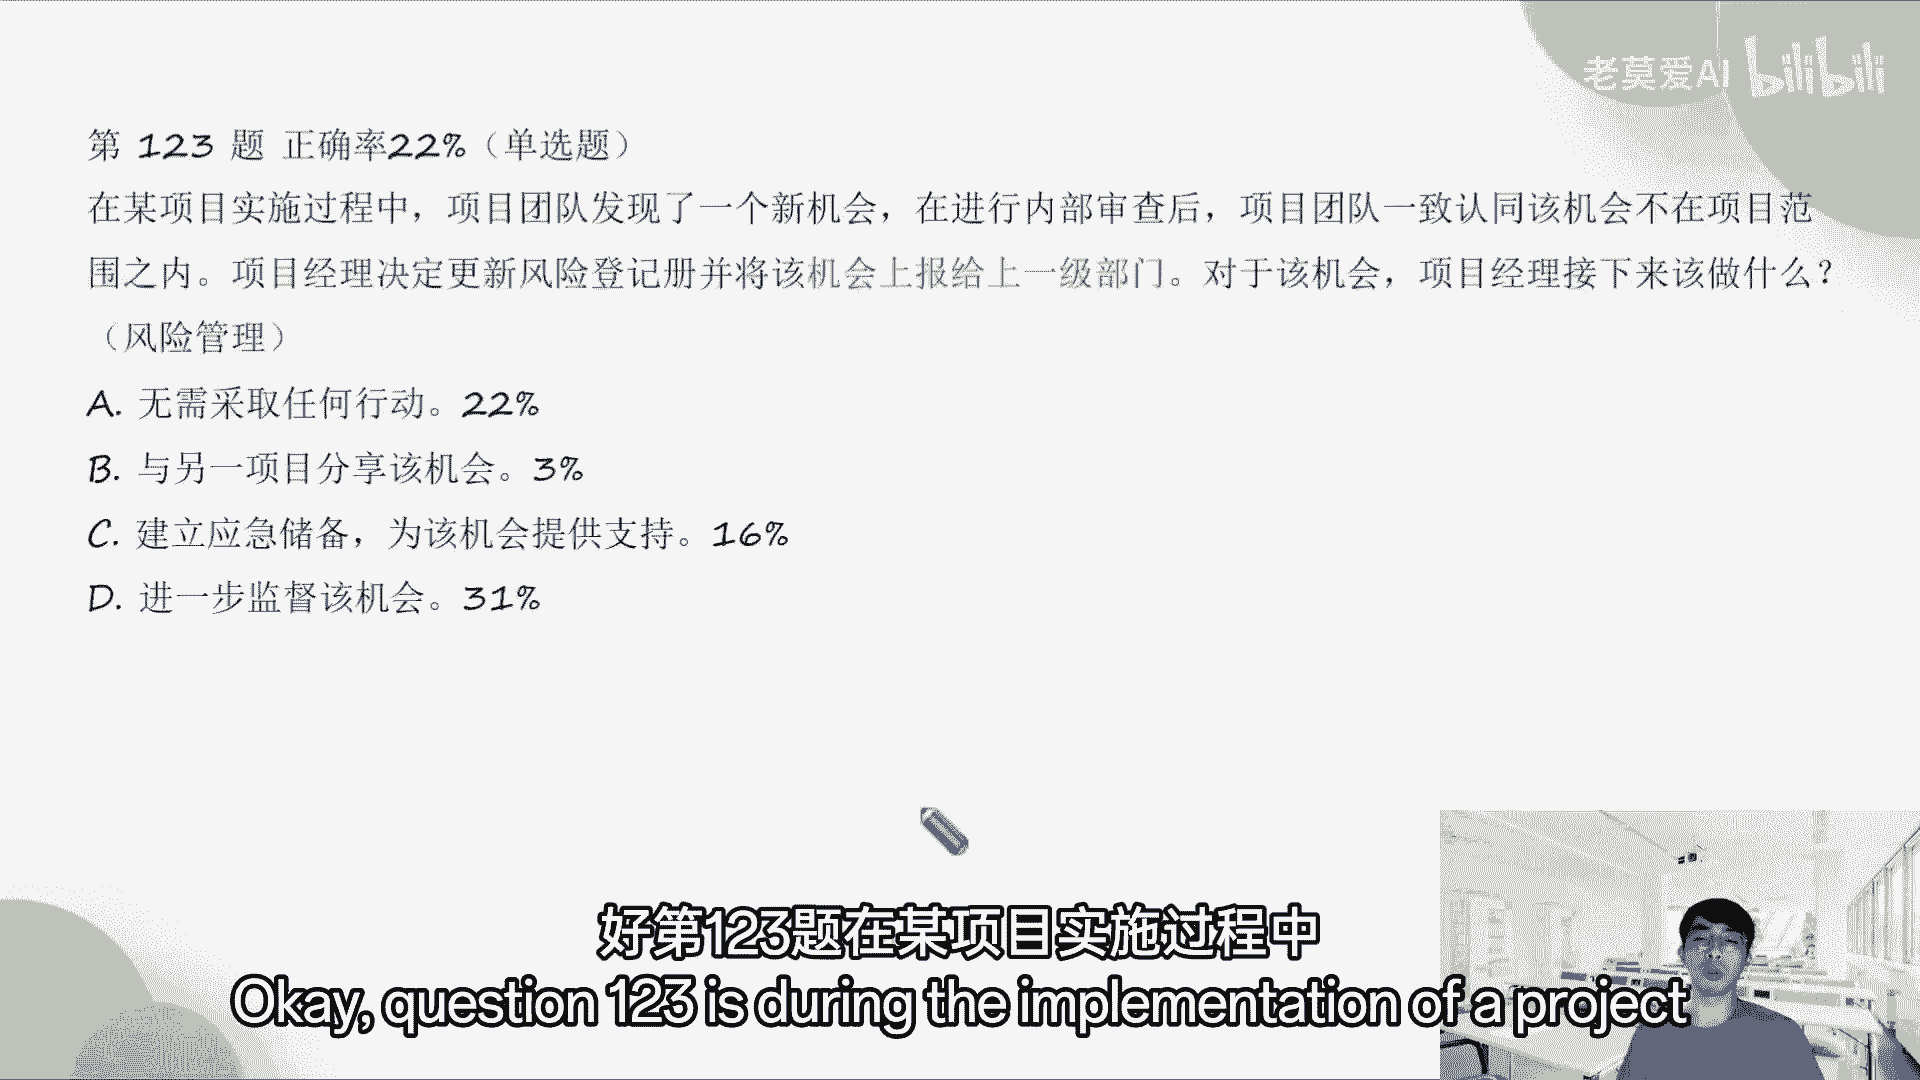 老莫爱AI bilibili
第 123 题 正确率22%（单选题）
在某项目实施过程中，项目团队发现了一个新机会，在进行内部审查后，项目团队一致认同该机会不在项目范
围之内。项目经理决定更新风险登记册并将该机会上报给上一级部门。对于该机会，项目经理接下来该做什么？
（风险管理）
A. 无需采取任何行动。22%
B. 与另一项目分享该机会。3%
C. 建立应急储备，为该机会提供支持。16%
D. 进一步监督该机会。31%
好第123题在某项目实施过程中
Okay, question 123 is during the implementation of a project